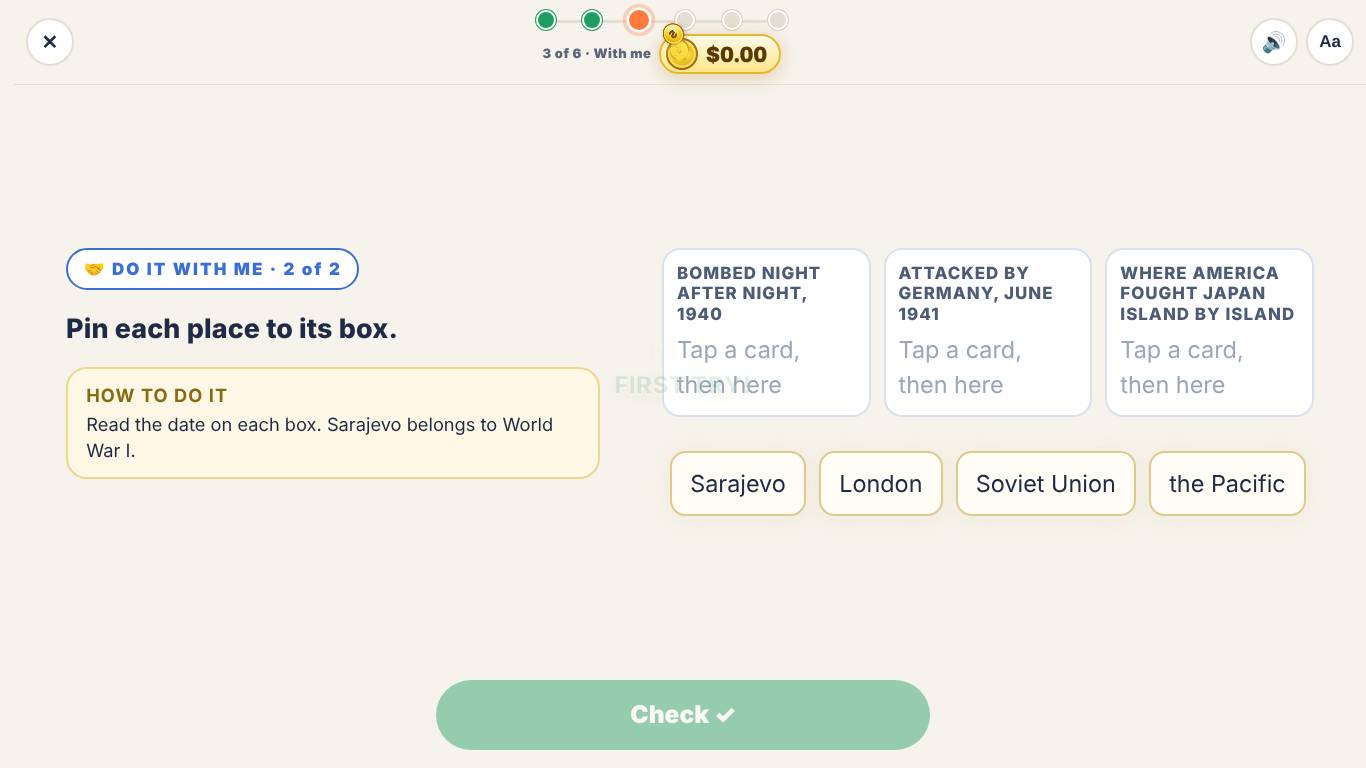 ✕
3 of 6 · With me
2
$0.00
🔊
Aa
🤝 DO IT WITH ME · 2 of 2
Pin each place to its box.
HOW TO DO IT
Read the date on each box. Sarajevo belongs to World
War I.
BOMBED NIGHT
AFTER NIGHT,
1940
Tap a card,
then here
ATTACKED BY
GERMANY, JUNE
1941
Tap a card,
then here
WHERE AMERICA
FOUGHT JAPAN
ISLAND BY ISLAND
Tap a card,
then here
FIRST TRY!
Sarajevo
London
Soviet Union
the Pacific
Check ✓